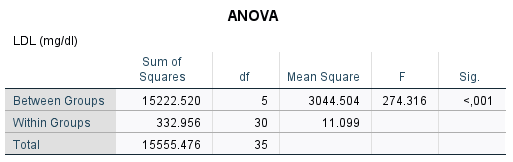 ANOVA
LDL (mg/dl)
Sum of Squares df Mean Square F Sig.
Between Groups 15222.520 5 3044.504 274.316 <,001
Within Groups 332.956 30 11.099
Total 15555.476 35